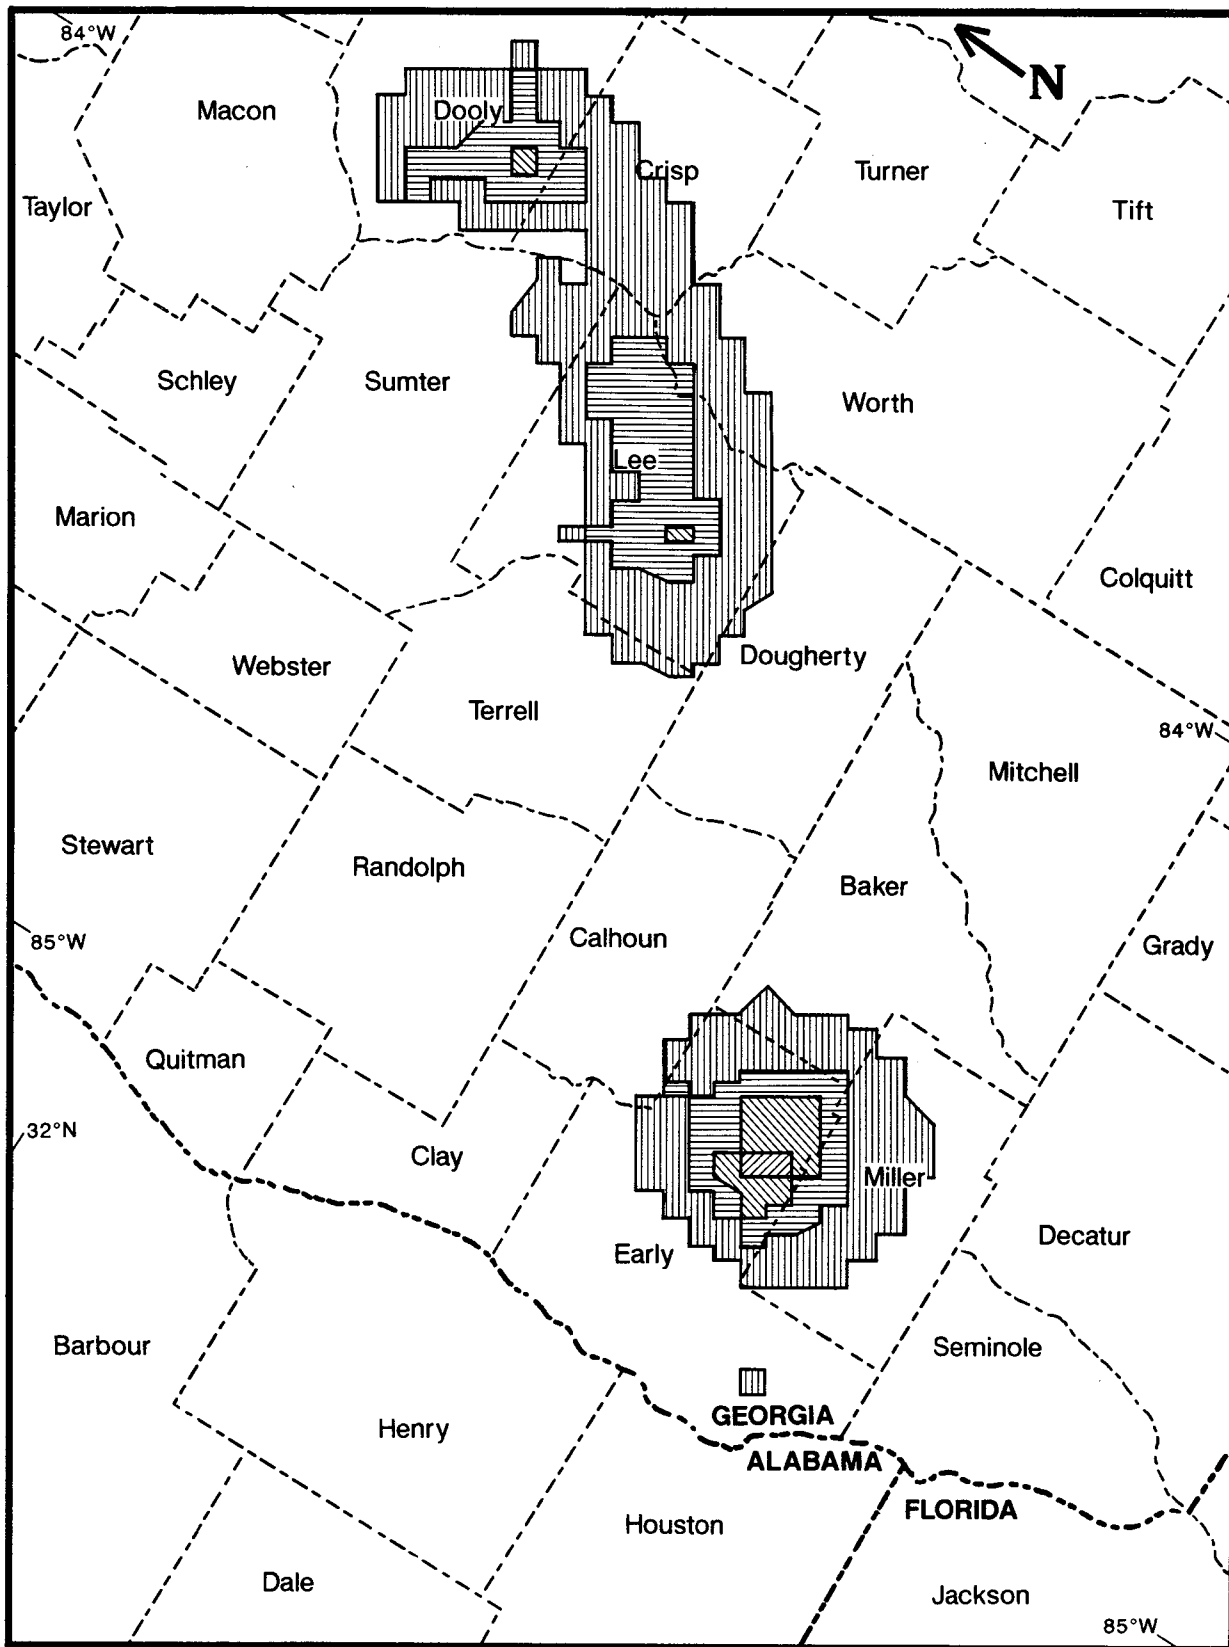 84°W
N
Macon
Dooly
Crisp
Turner
Taylor
Tift
Schley
Sumter
Worth
Lee
Marion
Colquitt
Webster
Dougherty
Terrell
84°W
Mitchell
Stewart
Randolph
Baker
85°W
Calhoun
Grady
Quitman
32°N
Clay
Miller
Early
Decatur
Barbour
Seminole
GEORGIA
Henry
ALABAMA
FLORIDA
Houston
Dale
Jackson
85°W